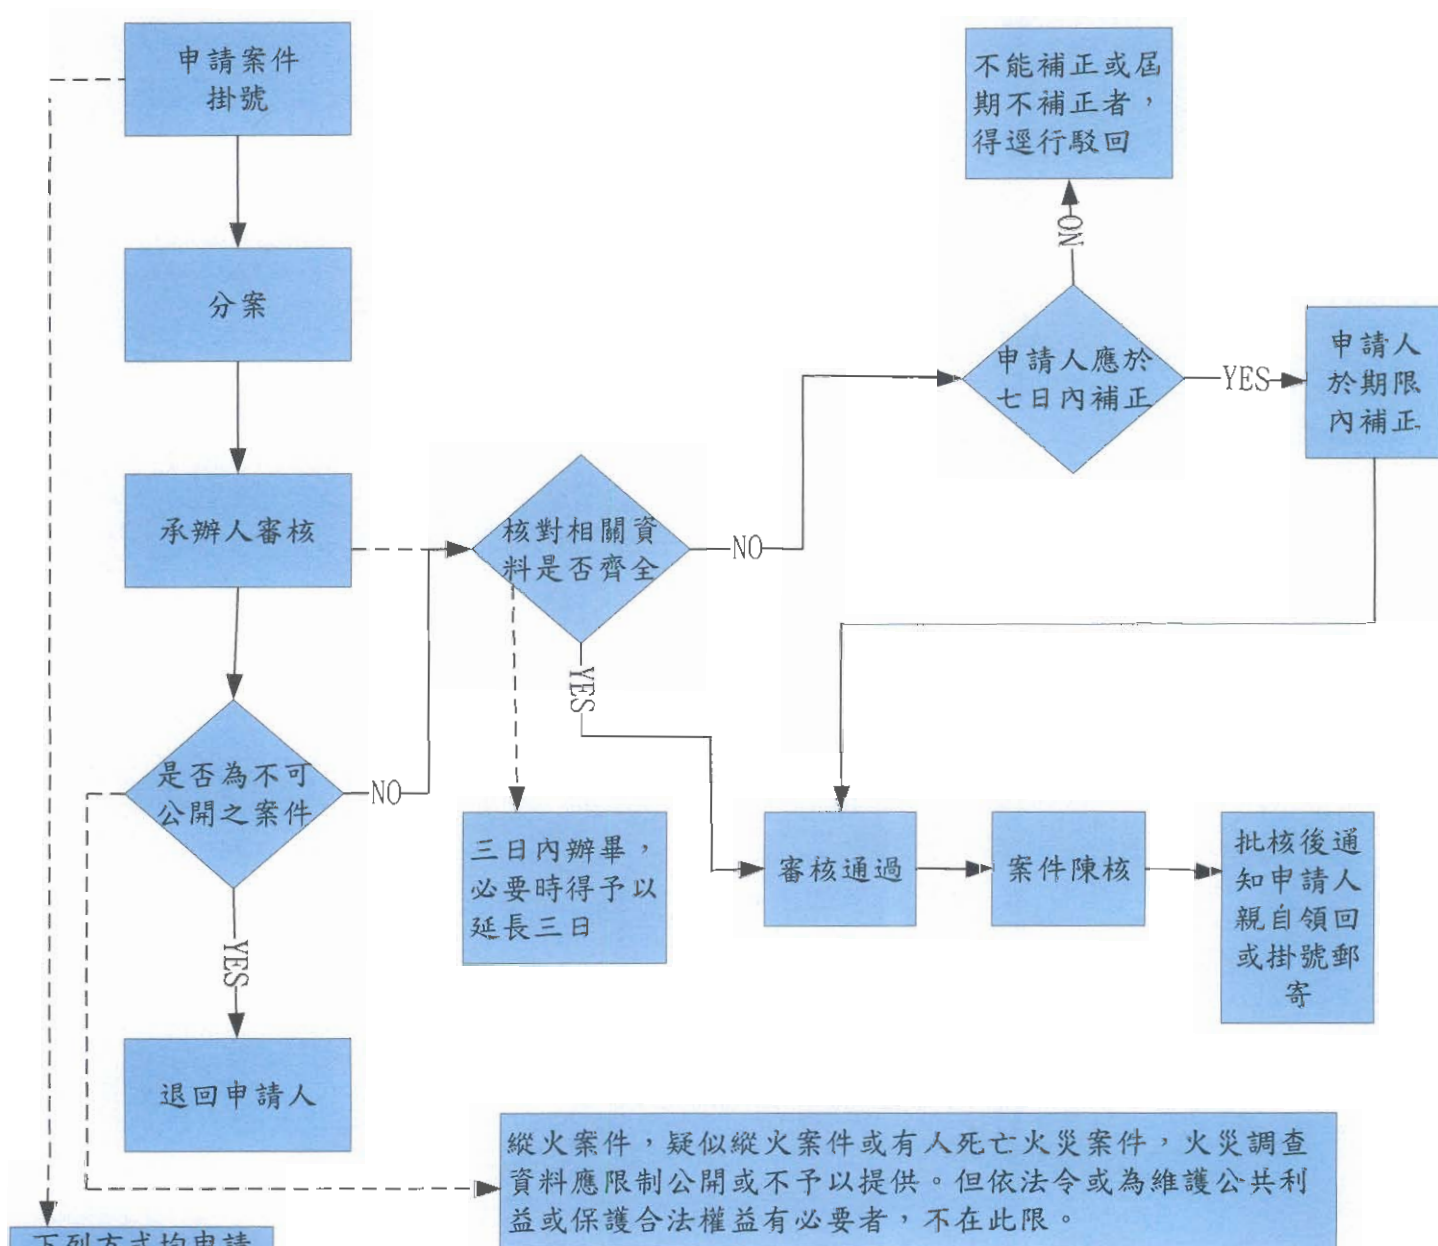 申請案件
掛號
分案
承辦人審核
是否為不可
公開之案件
NO
YES
退回申請人
核對相關資
料是否齊全
NO
YES
三日內辦畢，
必要時得予以
延長三日
申請人應於
七日內補正
NO
不能補正或屆
期不補正者，
得逕行駁回
YES
申請人
於期限
內補正
審核通過
案件陳核
批核後通
知申請人
親自領回
或掛號郵
寄
縱火案件，疑似縱火案件或有人死亡火災案件，火災調查
資料應限制公開或不予以提供。但依法令或為維護公共利
益或保護合法權益有必要者，不在此限。
下列方式均申請